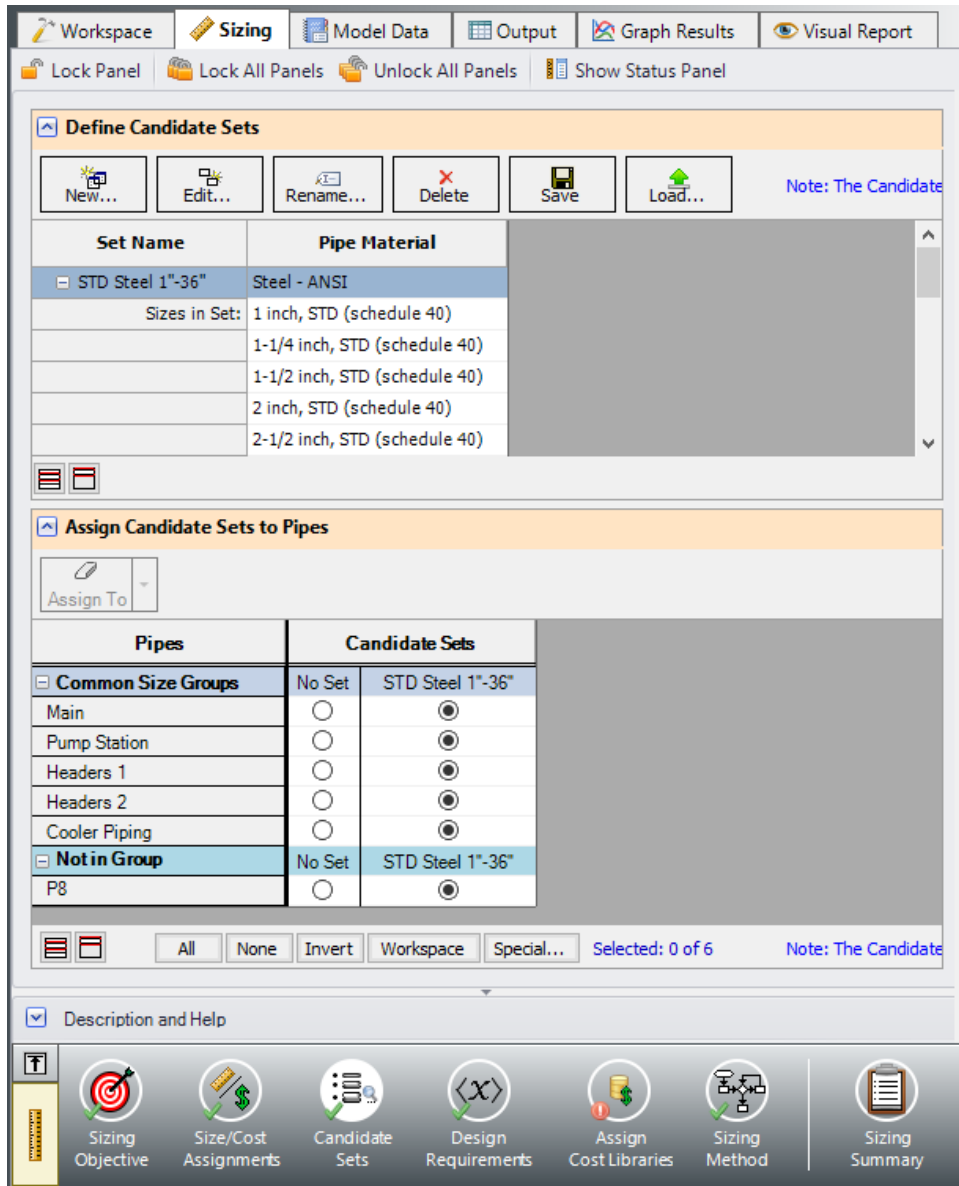 Workspace Sizing Model Data Output Graph Results Visual Report
Lock Panel Lock All Panels Unlock All Panels Show Status Panel
Define Candidate Sets
New... Edit... Rename... Delete Save Load... Note: The Candidate
Set Name Pipe Material
STD Steel 1"-36" Steel - ANSI
Sizes in Set: 1 inch, STD (schedule 40)
1-1/4 inch, STD (schedule 40)
1-1/2 inch, STD (schedule 40)
2 inch, STD (schedule 40)
2-1/2 inch, STD (schedule 40)
Assign Candidate Sets to Pipes
Assign To
Pipes Candidate Sets
Common Size Groups No Set STD Steel 1"-36"
Main
Pump Station
Headers 1
Headers 2
Cooler Piping
Not in Group No Set STD Steel 1"-36"
P8
All None Invert Workspace Special... Selected: 0 of 6 Note: The Candidate
Description and Help
Sizing Objective
Size/Cost Assignments
Candidate Sets
⟨x⟩
Design Requirements
Assign Cost Libraries
Sizing Method
Sizing Summary